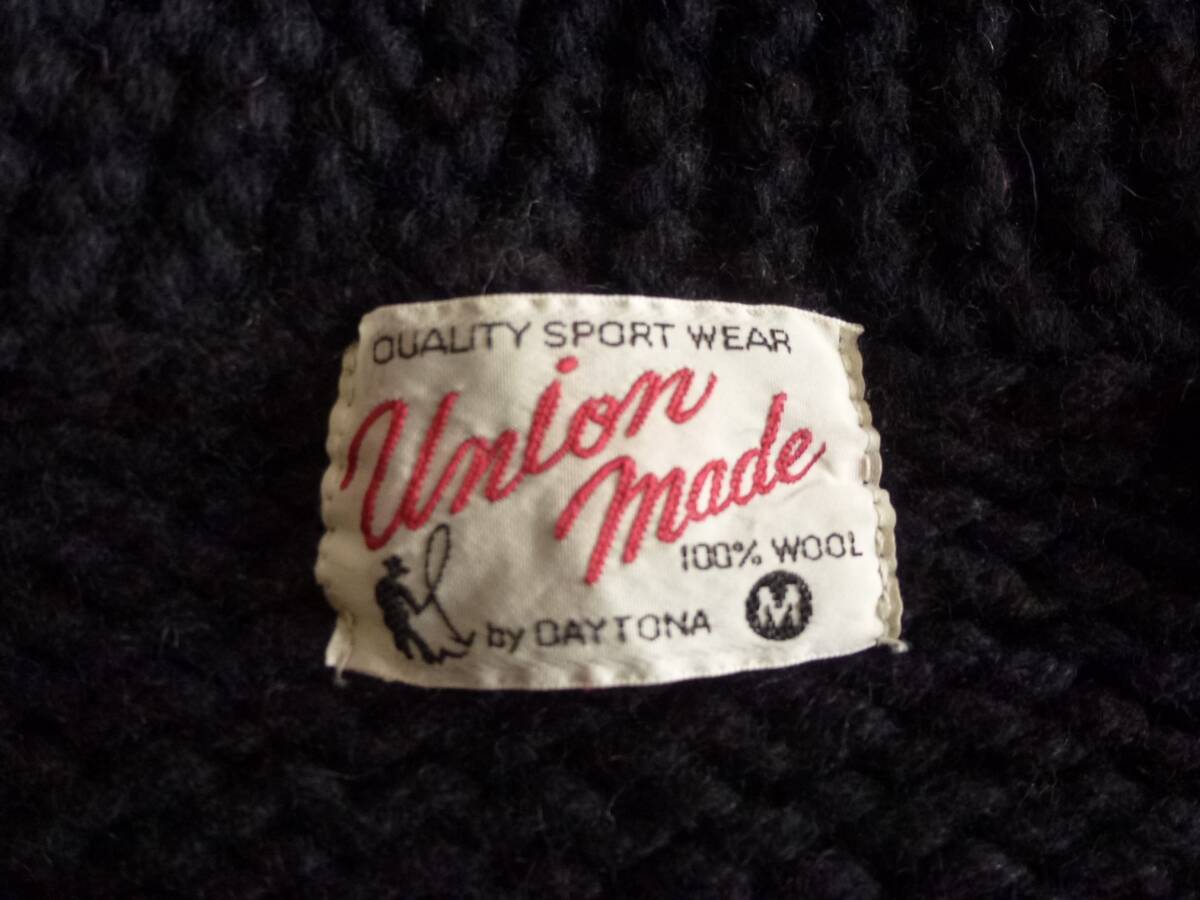 QUALITY SPORT WEAR
Union
Made
100% WOOL
by DAYTONA
M